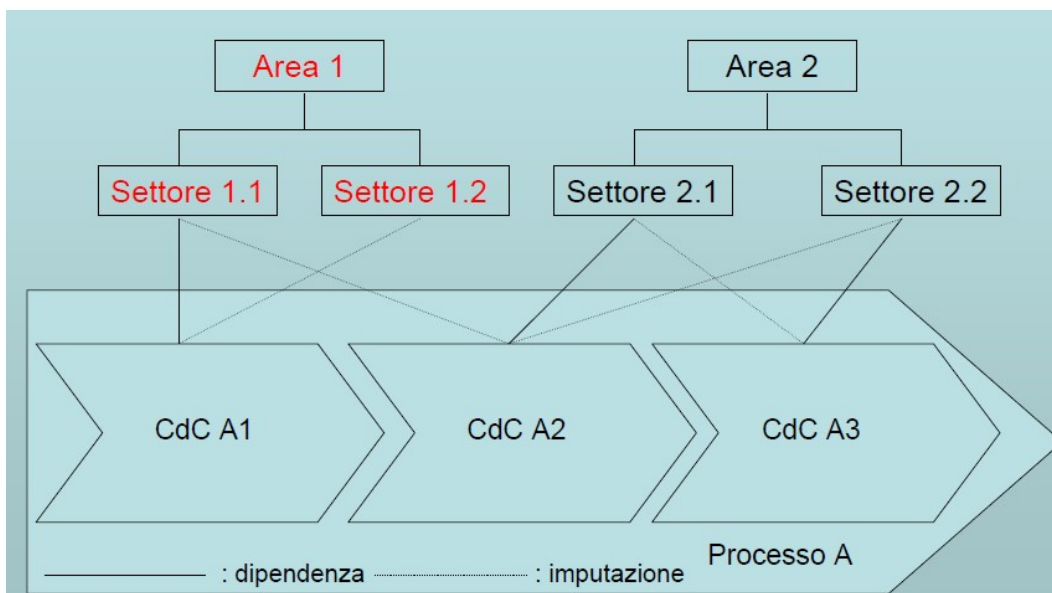 Area 1
Area 2
Settore 1.1
Settore 1.2
Settore 2.1
Settore 2.2
CdC A1
CdC A2
CdC A3
Processo A
: dipendenza
: imputazione